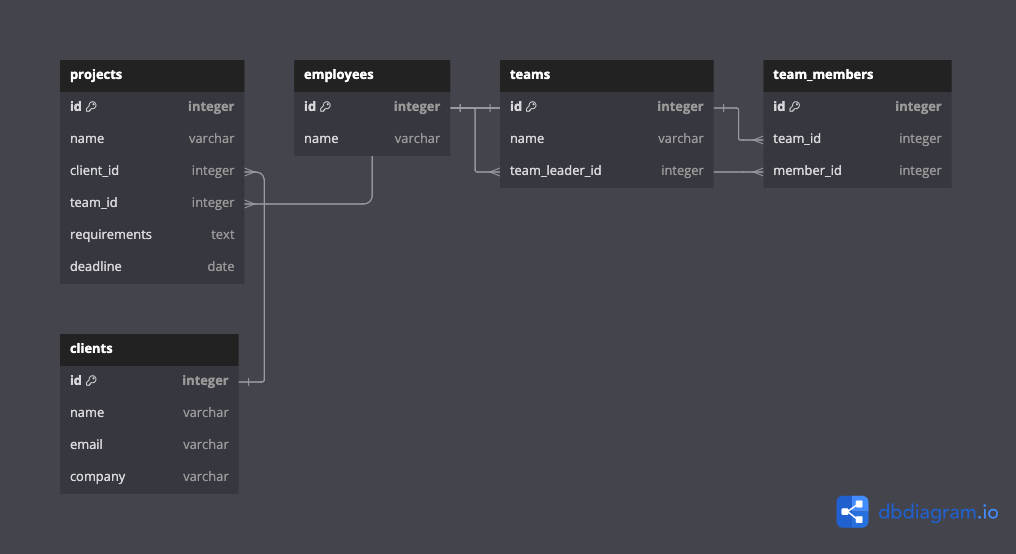 projects
id integer
name varchar
client_id integer
team_id integer
requirements text
deadline date
employees
id integer
name varchar
teams
id integer
name varchar
team_leader_id integer
team_members
id integer
team_id integer
member_id integer
clients
id integer
name varchar
email varchar
company varchar
dbdiagram.io